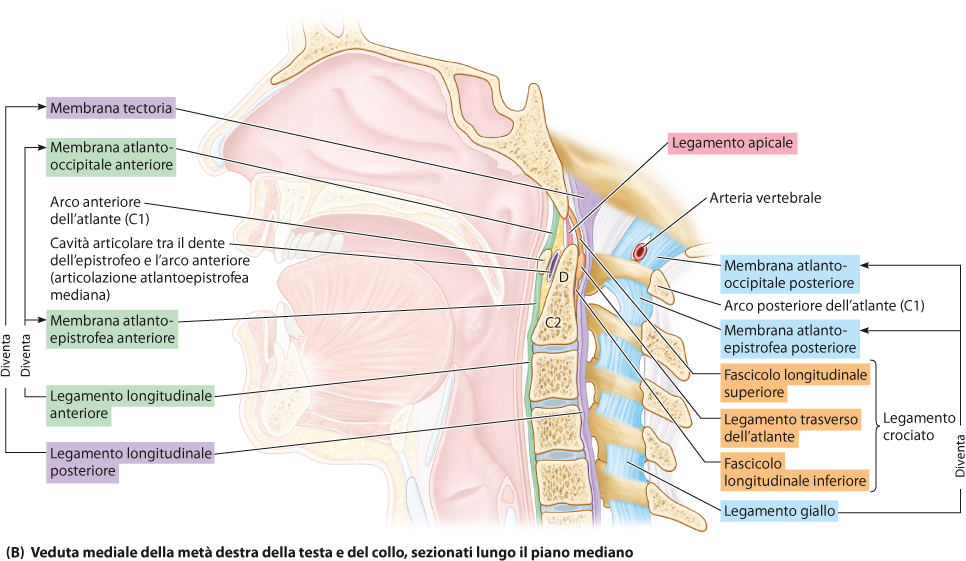 Membrana tectoria
Membrana atlanto-
occipitale anteriore
Arco anteriore
dell'atlante (C1)
Cavità articolare tra il dente
dell'epistrofeo e l'arco anteriore
(articolazione atlantoepistrofea
mediana)
Membrana atlanto-
epistrofea anteriore
Diventa
Diventa
Legamento longitudinale
anteriore
Legamento longitudinale
posteriore
D
C2
Legamento apicale
Arteria vertebrale
Membrana atlanto-
occipitale posteriore
Arco posteriore dell'atlante (C1)
Membrana atlanto-
epistrofea posteriore
Fascicolo longitudinale
superiore
Legamento trasverso
dell'atlante
Fascicolo
longitudinale inferiore
Legamento
crociato
Legamento giallo
Diventa
(B) Veduta mediale della metà destra della testa e del collo, sezionati lungo il piano mediano